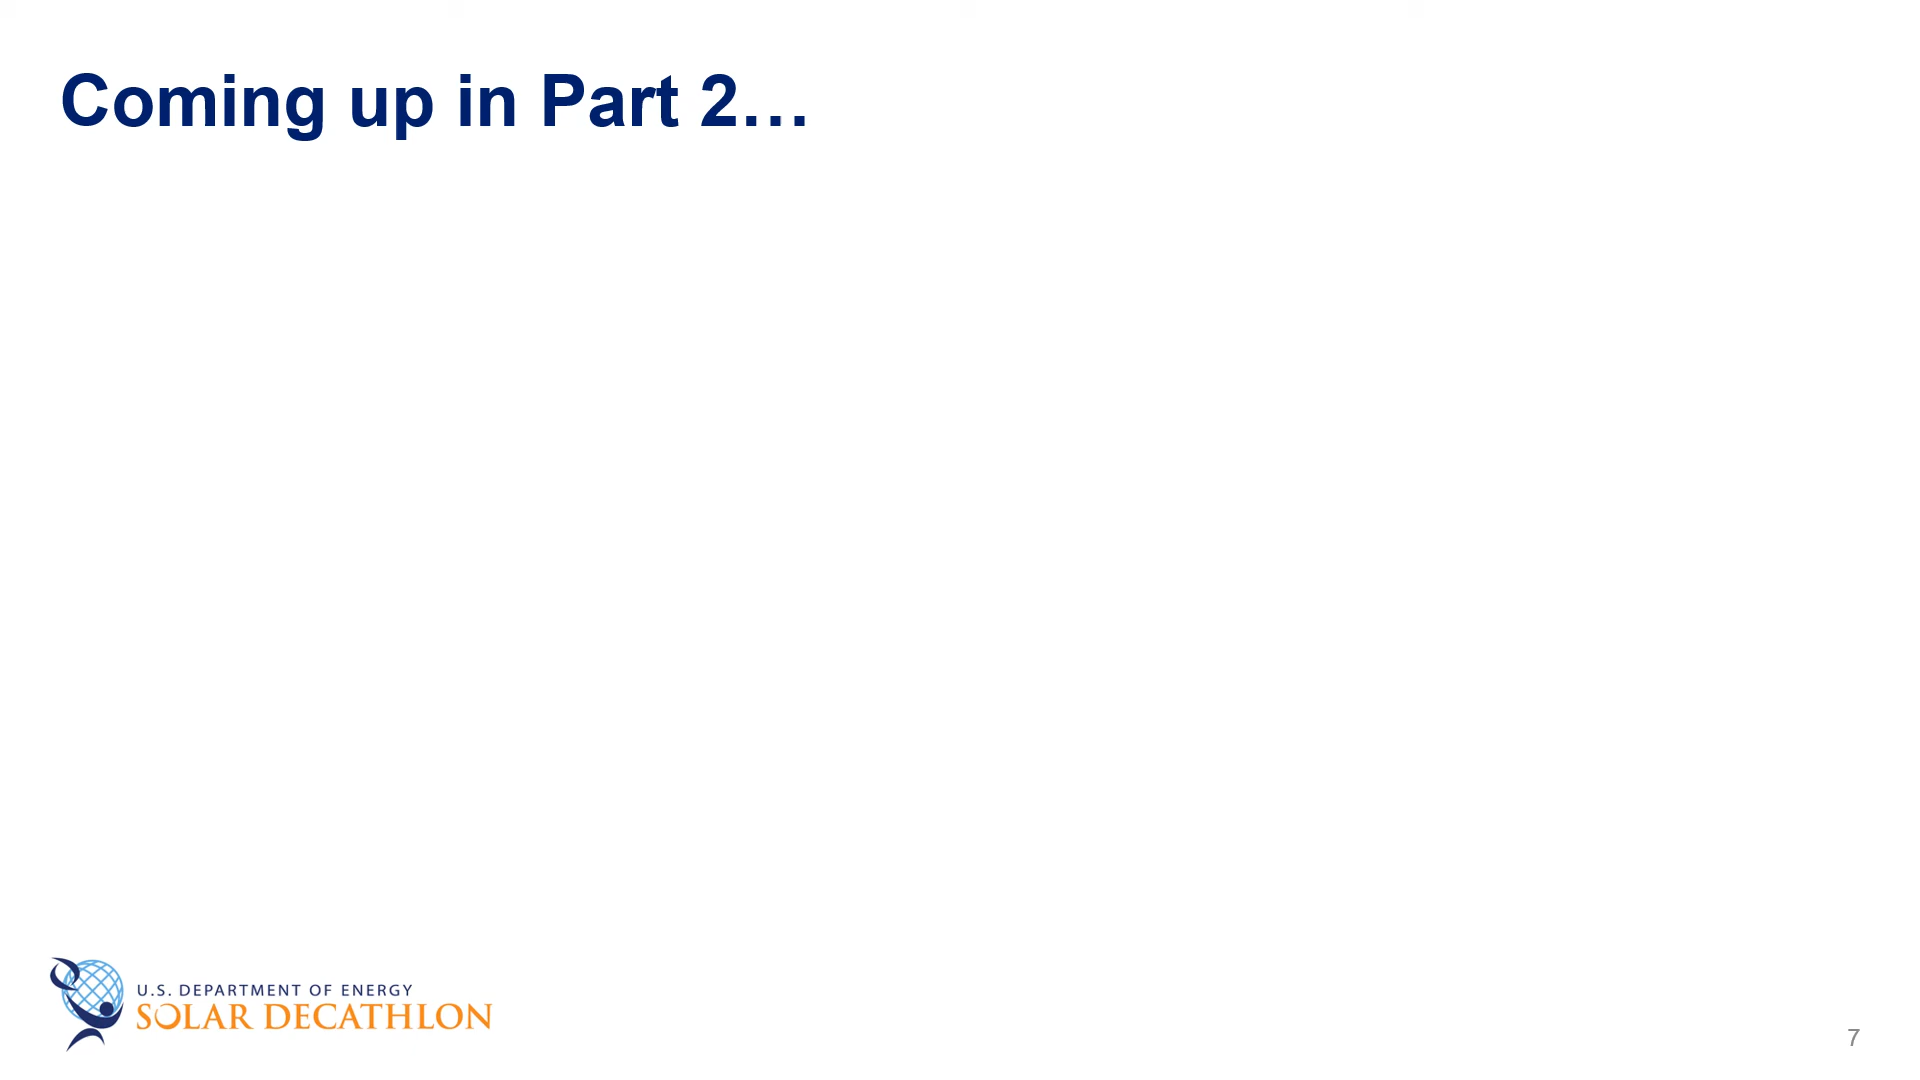 Coming up in Part 2…
U.S. DEPARTMENT OF ENERGY
SOLAR DECATHLON
7